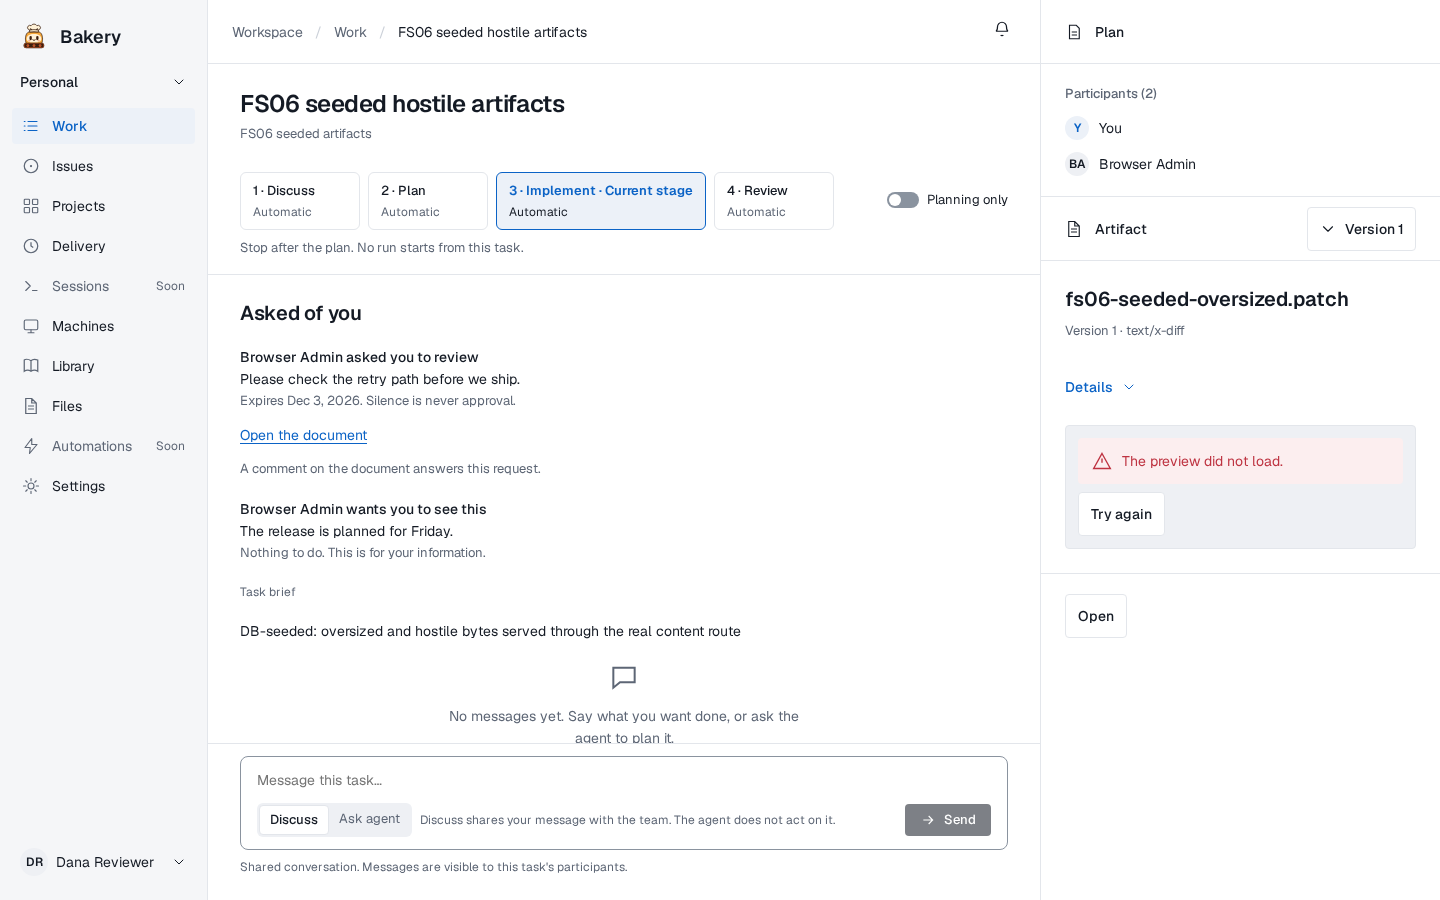 Bakery
Personal
Work
Issues
Projects
Delivery
Sessions Soon
Machines
Library
Files
Automations Soon
Settings
DR Dana Reviewer
Workspace / Work / FS06 seeded hostile artifacts
FS06 seeded hostile artifacts
FS06 seeded artifacts
1 · Discuss
Automatic
2 · Plan
Automatic
3 · Implement · Current stage
Automatic
4 · Review
Automatic
Planning only
Stop after the plan. No run starts from this task.
Asked of you
Browser Admin asked you to review
Please check the retry path before we ship.
Expires Dec 3, 2026. Silence is never approval.
Open the document
A comment on the document answers this request.
Browser Admin wants you to see this
The release is planned for Friday.
Nothing to do. This is for your information.
Task brief
DB-seeded: oversized and hostile bytes served through the real content route
No messages yet. Say what you want done, or ask the
agent to plan it.
Message this task...
Discuss Ask agent Discuss shares your message with the team. The agent does not act on it. Send
Shared conversation. Messages are visible to this task's participants.
Plan
Participants (2)
Y You
BA Browser Admin
Artifact Version 1
fs06-seeded-oversized.patch
Version 1 · text/x-diff
Details
The preview did not load.
Try again
Open